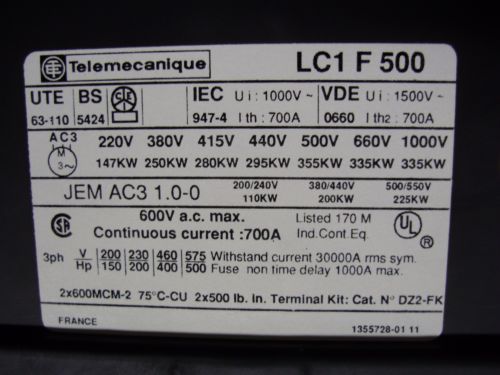 Telemecanique LC1 F 500
UTE BS IEC Ui : 1000V~ VDE Ui : 1500V~
63-110 5424 947-4 Ith : 700A 0660 Ith2 : 700A
AC3 220V 380V 415V 440V 500V 660V 1000V
M 3~ 147KW 250KW 280KW 295KW 355KW 335KW 335KW
JEM AC3 1.0-0 200/240V 110KW 380/440V 200KW 500/550V 225KW
600V a.c. max. Listed 170 M
Continuous current :700A Ind.Cont.Eq.
3ph V 200 230 460 575 Withstand current 30000A rms sym.
Hp 150 200 400 500 Fuse non time delay 1000A max.
2x600MCM-2 75°C-CU 2x500 lb. In. Terminal Kit: Cat. N° DZ2-FK
FRANCE 1355728-01 11